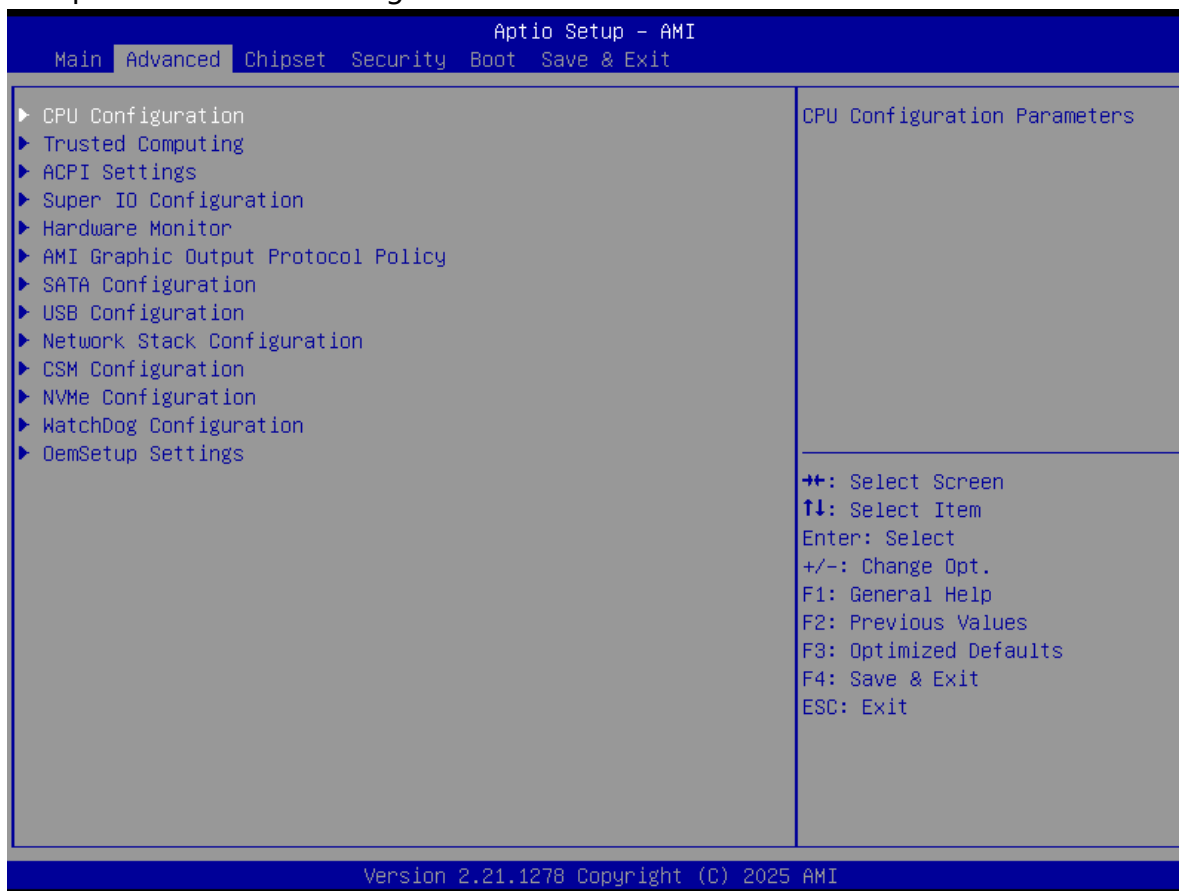 Aptio Setup – AMI
Main Advanced Chipset Security Boot Save & Exit
▶ CPU Configuration
▶ Trusted Computing
▶ ACPI Settings
▶ Super IO Configuration
▶ Hardware Monitor
▶ AMI Graphic Output Protocol Policy
▶ SATA Configuration
▶ USB Configuration
▶ Network Stack Configuration
▶ CSM Configuration
▶ NVMe Configuration
▶ WatchDog Configuration
▶ OemSetup Settings
CPU Configuration Parameters
→←: Select Screen
↑↓: Select Item
Enter: Select
+/-: Change Opt.
F1: General Help
F2: Previous Values
F3: Optimized Defaults
F4: Save & Exit
ESC: Exit
Version 2.21.1278 Copyright (C) 2025 AMI